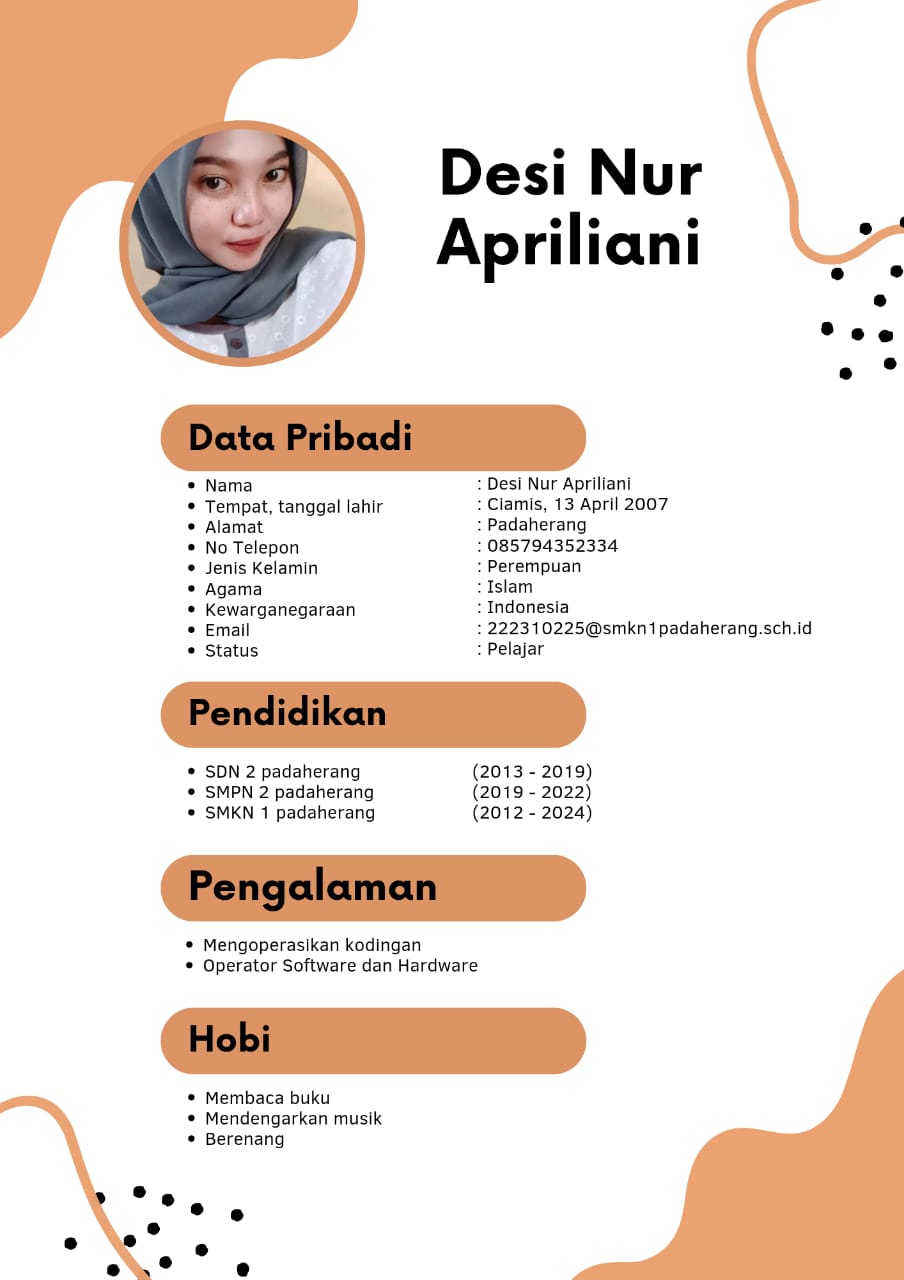 Desi Nur
Apriliani
Data Pribadi
• Nama : Desi Nur Apriliani
• Tempat, tanggal lahir : Ciamis, 13 April 2007
• Alamat : Padaherang
• No Telepon : 085794352334
• Jenis Kelamin : Perempuan
• Agama : Islam
• Kewarganegaraan : Indonesia
• Email : 222310225@smkn1padaherang.sch.id
• Status : Pelajar
Pendidikan
• SDN 2 padaherang (2013 - 2019)
• SMPN 2 padaherang (2019 - 2022)
• SMKN 1 padaherang (2012 - 2024)
Pengalaman
• Mengoperasikan kodingan
• Operator Software dan Hardware
Hobi
• Membaca buku
• Mendengarkan musik
• Berenang